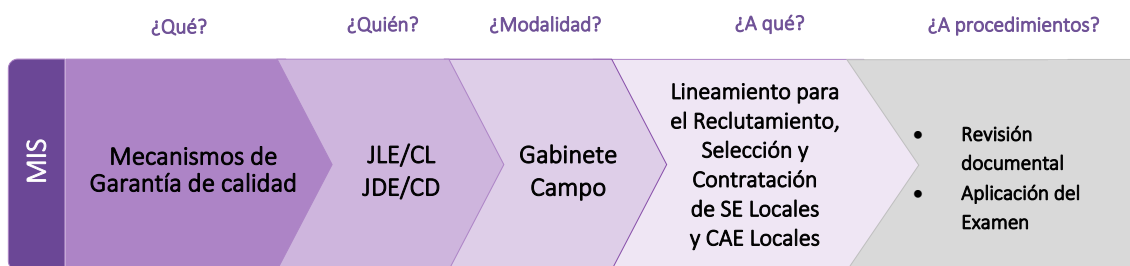 ¿Qué?
¿Quién?
¿Modalidad?
¿A qué?
¿A procedimientos?
MIS
Mecanismos de
Garantía de calidad
JLE/CL
JDE/CD
Gabinete
Campo
Lineamiento para
el Reclutamiento,
Selección y
Contratación
de SE Locales
y CAE Locales
• Revisión
documental
• Aplicación del
Examen